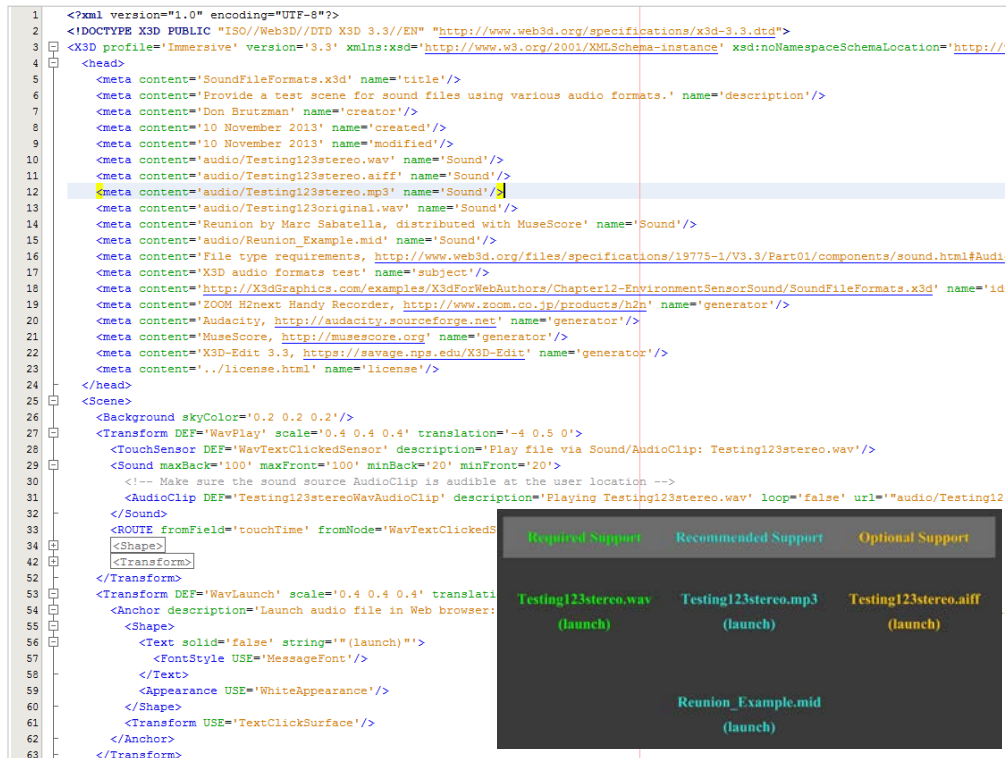 1 <?xml version="1.0" encoding="UTF-8"?>
2 <!DOCTYPE X3D PUBLIC "ISO//Web3D//DTD X3D 3.3//EN" "http://www.web3d.org/specifications/x3d-3.3.dtd">
3 <X3D profile='Immersive' version='3.3' xmlns:xsd='http://www.w3.org/2001/XMLSchema-instance' xsd:noNamespaceSchemaLocation='http://
4 <head>
5 <meta content='SoundFileFormats.x3d' name='title'/>
6 <meta content='Provide a test scene for sound files using various audio formats.' name='description'/>
7 <meta content='Don Brutzman' name='creator'/>
8 <meta content='10 November 2013' name='created'/>
9 <meta content='10 November 2013' name='modified'/>
10 <meta content='audio/Testing123stereo.wav' name='Sound'/>
11 <meta content='audio/Testing123stereo.aiff' name='Sound'/>
12 <meta content='audio/Testing123stereo.mp3' name='Sound'/>
13 <meta content='audio/Testing123original.wav' name='Sound'/>
14 <meta content='Reunion by Marc Sabatella, distributed with MuseScore' name='Sound'/>
15 <meta content='audio/Reunion_Example.mid' name='Sound'/>
16 <meta content='File type requirements, http://www.web3d.org/files/specifications/19775-1/V3.3/Part01/components/sound.html#Audio
17 <meta content='X3D audio formats test' name='subject'/>
18 <meta content='http://X3dGraphics.com/examples/X3dForWebAuthors/Chapter12-EnvironmentSensorSound/SoundFileFormats.x3d' name='id
19 <meta content='ZOOM H2next Handy Recorder, http://www.zoom.co.jp/products/h2n' name='generator'/>
20 <meta content='Audacity, http://audacity.sourceforge.net' name='generator'/>
21 <meta content='MuseScore, http://musescore.org' name='generator'/>
22 <meta content='X3D-Edit 3.3, https://savage.nps.edu/X3D-Edit' name='generator'/>
23 <meta content='../license.html' name='license'/>
24 </head>
25 <Scene>
26 <Background skyColor='0.2 0.2 0.2'/>
27 <Transform DEF='WavPlay' scale='0.4 0.4 0.4' translation='-4 0.5 0'>
28 <TouchSensor DEF='WavTextClickedSensor' description='Play file via Sound/AudioClip: Testing123stereo.wav'/>
29 <Sound maxBack='100' maxFront='100' minBack='20' minFront='20'>
30 <!-- Make sure the sound source AudioClip is audible at the user location -->
31 <AudioClip DEF='Testing123stereoWavAudioClip' description='Playing Testing123stereo.wav' loop='false' url='"audio/Testing12
32 </Sound>
33 <ROUTE fromField='touchTime' fromNode='WavTextClickedS
34 <Shape>
42 <Transform>
52 </Transform>
53 <Transform DEF='WavLaunch' scale='0.4 0.4 0.4' translati
54 <Anchor description='Launch audio file in Web browser:
55 <Shape>
56 <Text solid='false' string='"(launch)"'>
57 <FontStyle USE='MessageFont'/>
58 </Text>
59 <Appearance USE='WhiteAppearance'/>
60 </Shape>
61 <Transform USE='TextClickSurface'/>
62 </Anchor>
63 </Transform>
Required Support Recommended Support Optional Support
Testing123stereo.wav Testing123stereo.mp3 Testing123stereo.aiff
(launch) (launch) (launch)
Reunion_Example.mid
(launch)